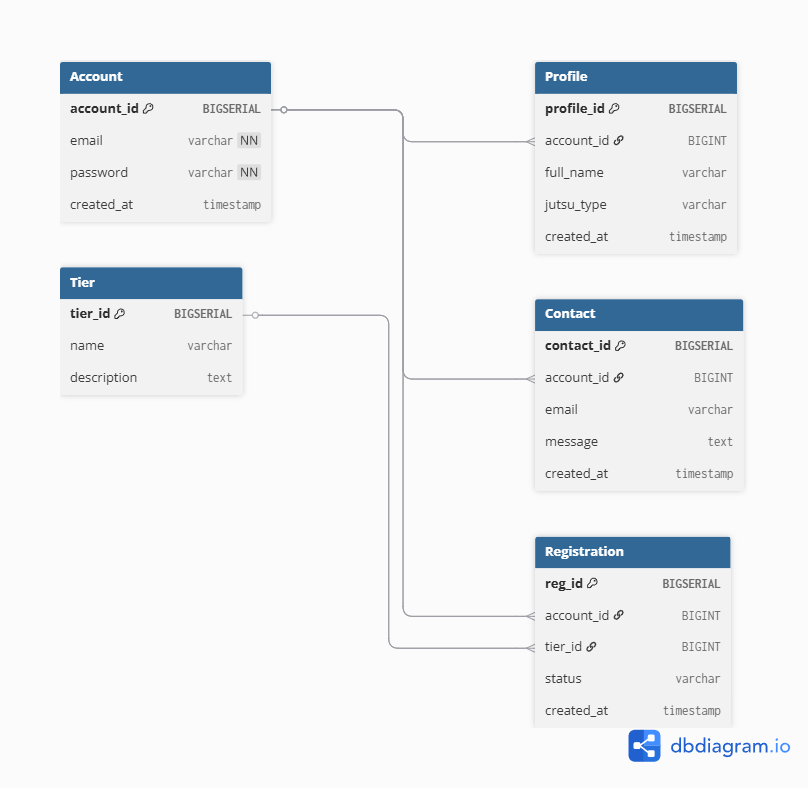 Account
account_id BIGSERIAL
email varchar NN
password varchar NN
created_at timestamp
Tier
tier_id BIGSERIAL
name varchar
description text
Profile
profile_id BIGSERIAL
account_id BIGINT
full_name varchar
jutsu_type varchar
created_at timestamp
Contact
contact_id BIGSERIAL
account_id BIGINT
email varchar
message text
created_at timestamp
Registration
reg_id BIGSERIAL
account_id BIGINT
tier_id BIGINT
status varchar
created_at timestamp
dbdiagram.io